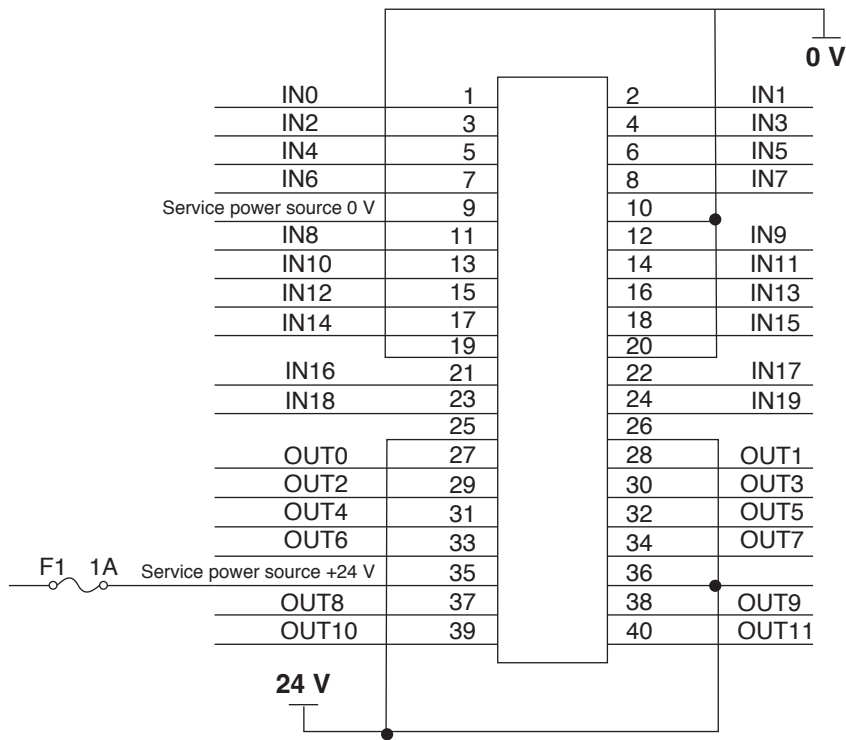 0 V
IN0 1 2 IN1
IN2 3 4 IN3
IN4 5 6 IN5
IN6 7 8 IN7
Service power source 0 V 9 10
IN8 11 12 IN9
IN10 13 14 IN11
IN12 15 16 IN13
IN14 17 18 IN15
19 20
IN16 21 22 IN17
IN18 23 24 IN19
25 26
OUT0 27 28 OUT1
OUT2 29 30 OUT3
OUT4 31 32 OUT5
OUT6 33 34 OUT7
F1 1A Service power source +24 V 35 36
OUT8 37 38 OUT9
OUT10 39 40 OUT11
24 V